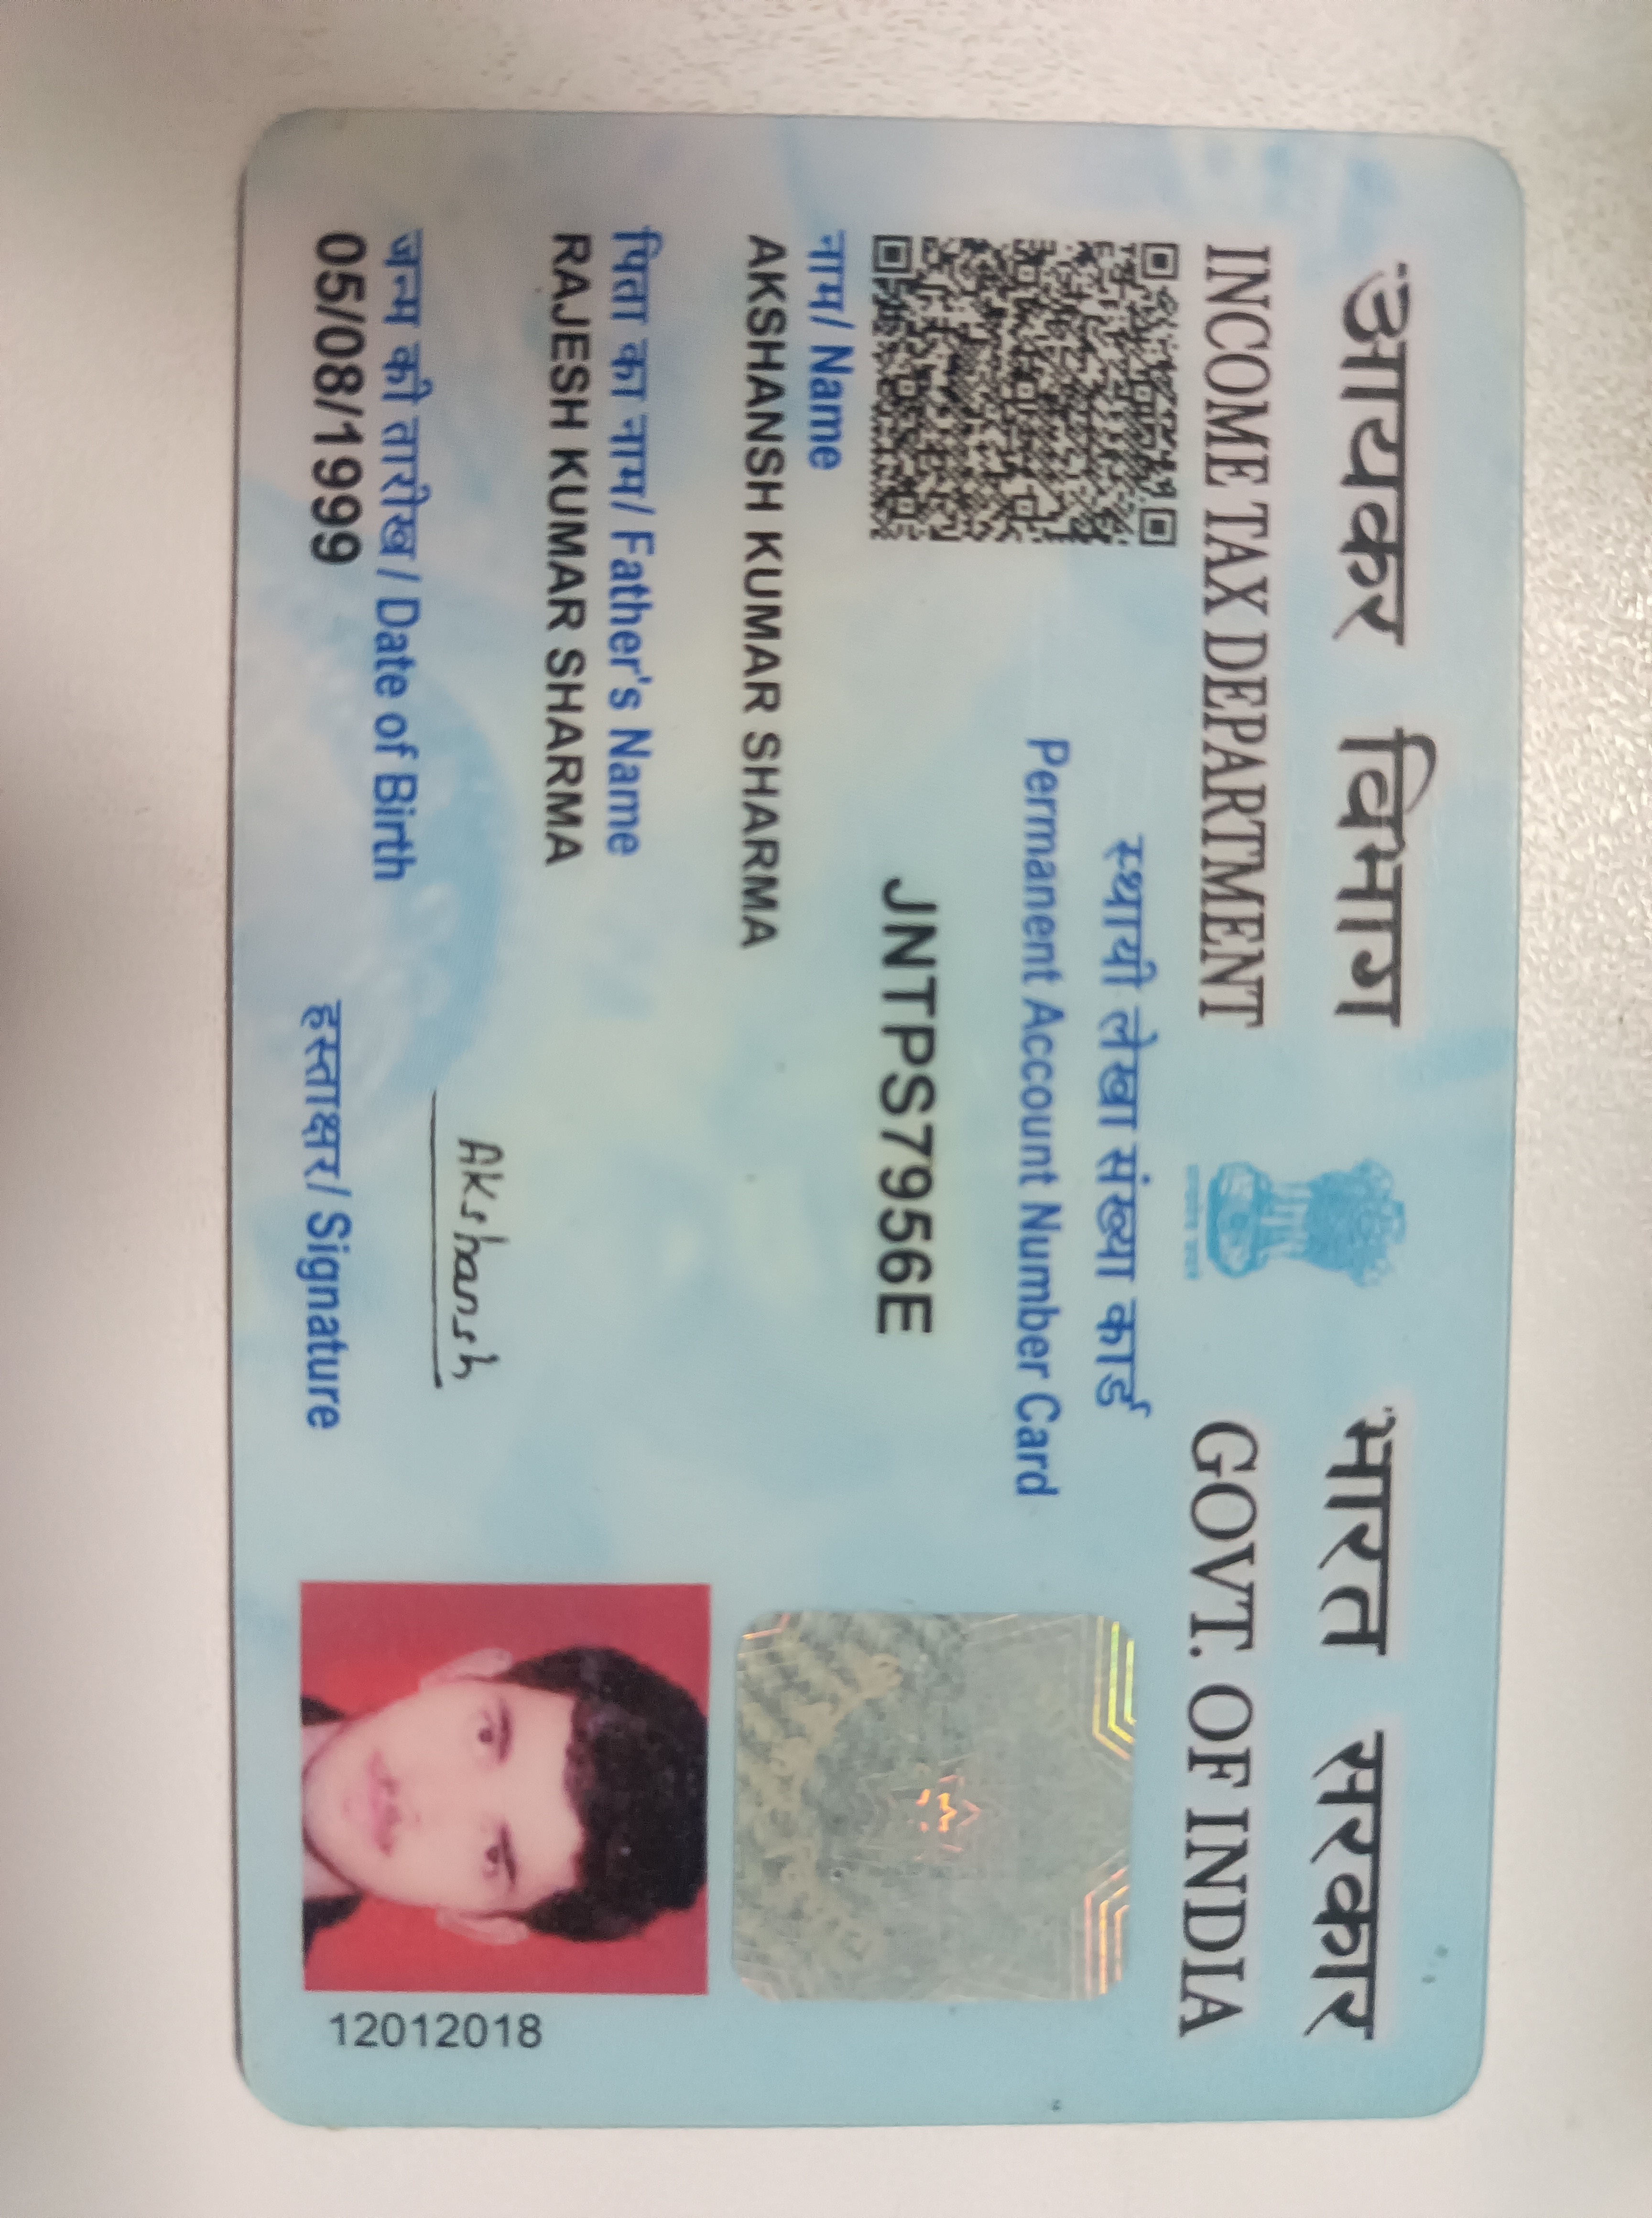 आयकर विभाग
INCOME TAX DEPARTMENT
भारत सरकार
GOVT. OF INDIA
स्थायी लेखा संख्या कार्ड
Permanent Account Number Card
JNTPS7956E
नाम/ Name
AKSHANSH KUMAR SHARMA
पिता का नाम/ Father's Name
RAJESH KUMAR SHARMA
जन्म की तारीख / Date of Birth
05/08/1999
Akshansh
हस्ताक्षर/ Signature
12012018